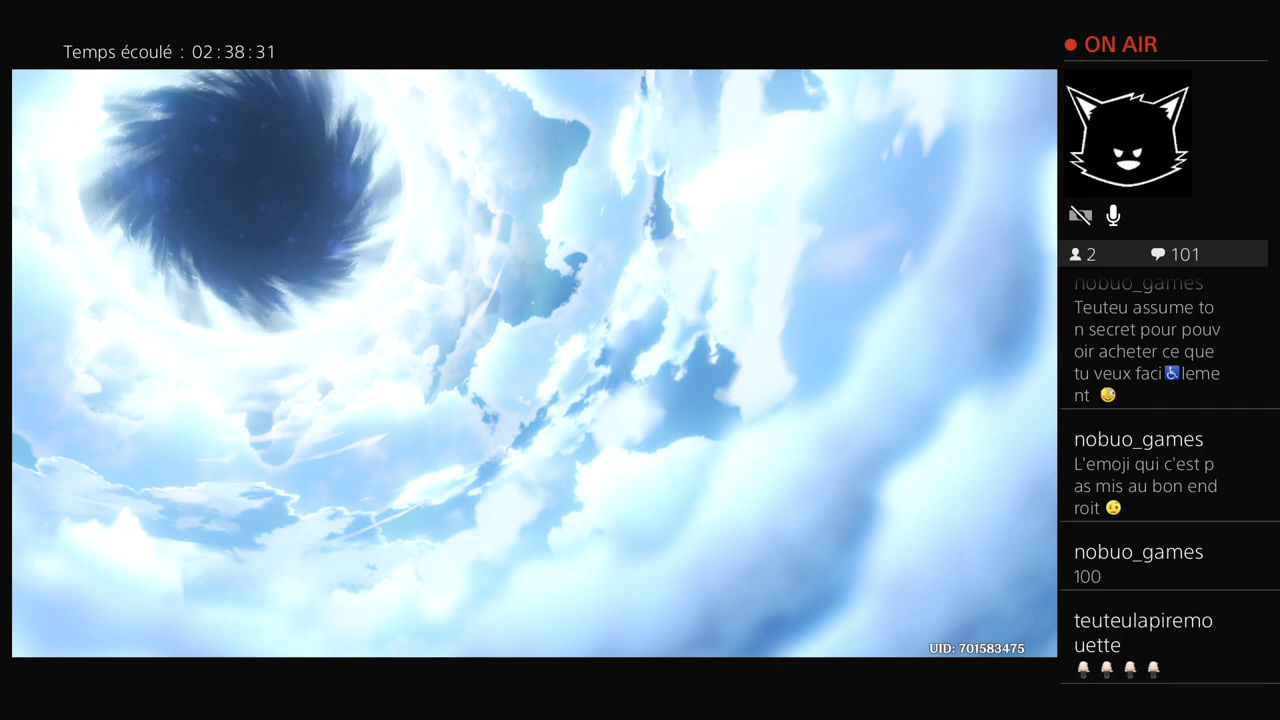 Temps écoulé : 02:38:31
ON AIR
2
101
nobuo_games
Teuteu assume to
n secret pour pouv
oir acheter ce que
tu veux faci♿leme
nt 🧐
nobuo_games
L'emoji qui c'est p
as mis au bon end
roit 🤨
nobuo_games
100
teuteulapiremo
uette
UID: 701583475